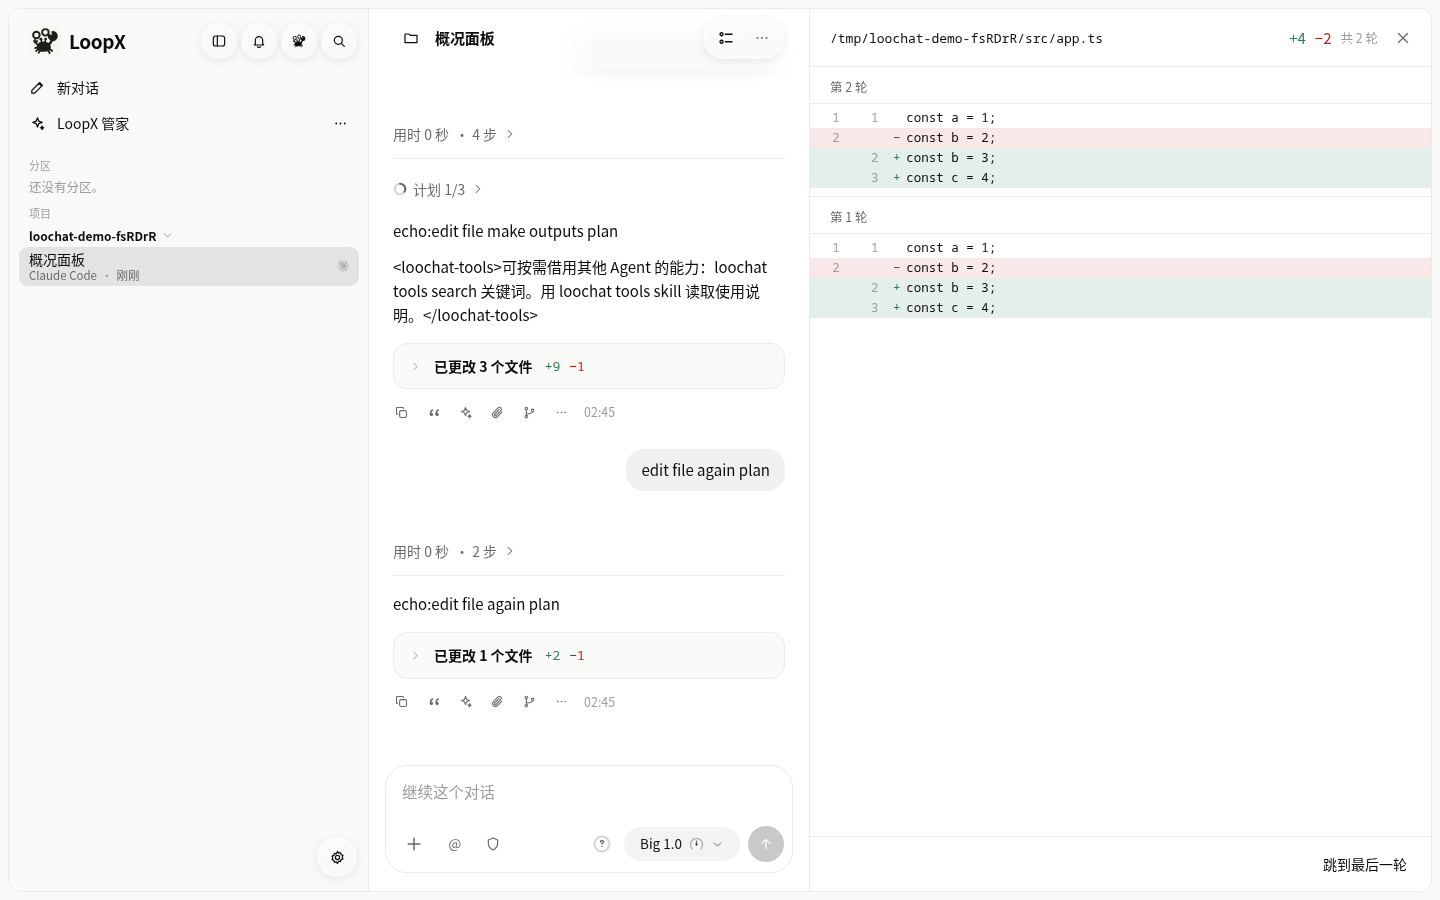 LoopX
新对话
LoopX 管家
分区
还没有分区。
项目
loochat-demo-fsRDrR
概况面板
Claude Code · 刚刚
概况面板
用时 0 秒 · 4 步
计划 1/3
echo:edit file make outputs plan
<loochat-tools>可按需借用其他 Agent 的能力：loochat
tools search 关键词。用 loochat tools skill 读取使用说
明。</loochat-tools>
已更改 3 个文件 +9 −1
02:45
edit file again plan
用时 0 秒 · 2 步
echo:edit file again plan
已更改 1 个文件 +2 −1
02:45
继续这个对话
@
Big 1.0
/tmp/loochat-demo-fsRDrR/src/app.ts +4 −2 共 2 轮
第 2 轮
1 1 const a = 1;
2 − const b = 2;
2 + const b = 3;
3 + const c = 4;
第 1 轮
1 1 const a = 1;
2 − const b = 2;
2 + const b = 3;
3 + const c = 4;
跳到最后一轮